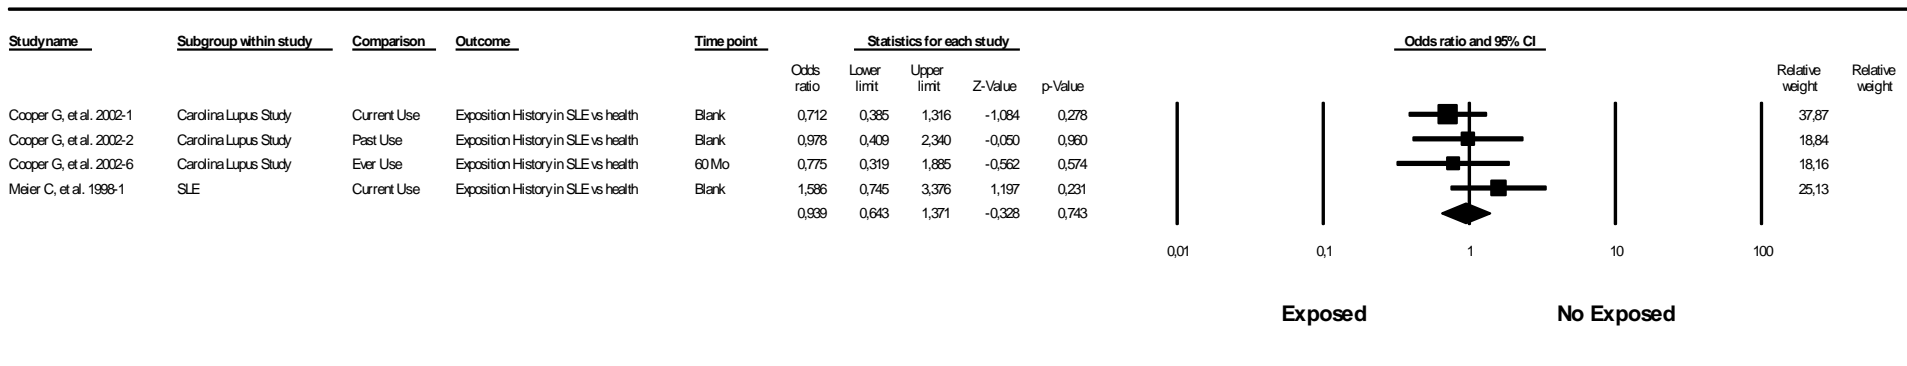 Studyname Subgroup within study Comparison Outcome Time point Statistics for each study Odds ratio and 95% CI
Odds Lower Upper Relative Relative
ratio limit limit Z-Value p-Value weight weight
Cooper G, et al. 2002-1 Carolina Lupus Study Current Use Exposition History in SLE vs health Blank 0,712 0,385 1,316 -1,084 0,278 37,87
Cooper G, et al. 2002-2 Carolina Lupus Study Past Use Exposition History in SLE vs health Blank 0,978 0,409 2,340 -0,050 0,960 18,84
Cooper G, et al. 2002-6 Carolina Lupus Study Ever Use Exposition History in SLE vs health 60 Mo 0,775 0,319 1,885 -0,562 0,574 18,16
Meier C, et al. 1998-1 SLE Current Use Exposition History in SLE vs health Blank 1,586 0,745 3,376 1,197 0,231 25,13
0,939 0,643 1,371 -0,328 0,743
0,01 0,1 1 10 100
Exposed No Exposed